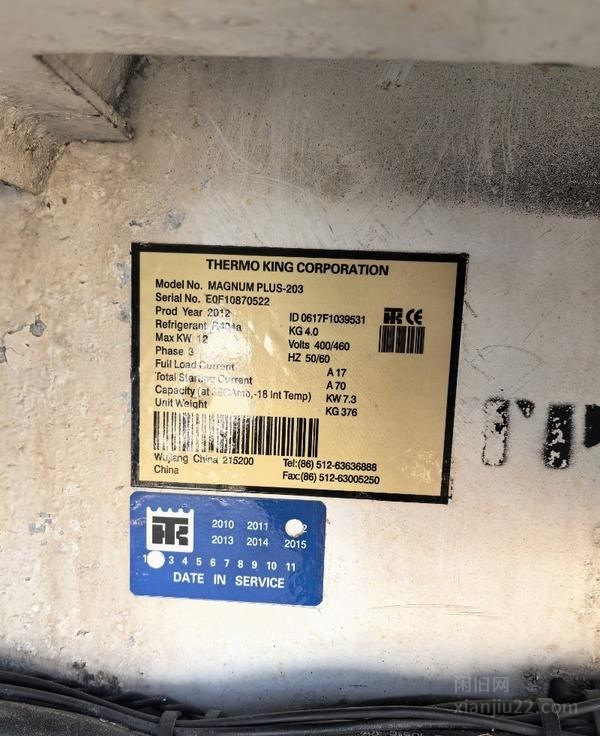 THERMO KING CORPORATION
Model No. MAGNUM PLUS-203
Serial No. E0F10870522
Prod Year 2012 ID 0617F1039531
Refrigerant R404a KG 4.0
Max KW 12 Volts 400/460
Phase 3 HZ 50/60
Full Load Current A 17
Total Starting Current A 70
Capacity (at 38CAmb,-18 Int Temp) KW 7.3
Unit Weight KG 376
TK CE
Wujiang China 215200 Tel:(86) 512-63636888
China Fax:(86) 512-63005250
TK
2010 2011
2013 2014 2015
1 3 4 5 6 7 8 9 10 11
DATE IN SERVICE
闲旧网
xianjiu22.com